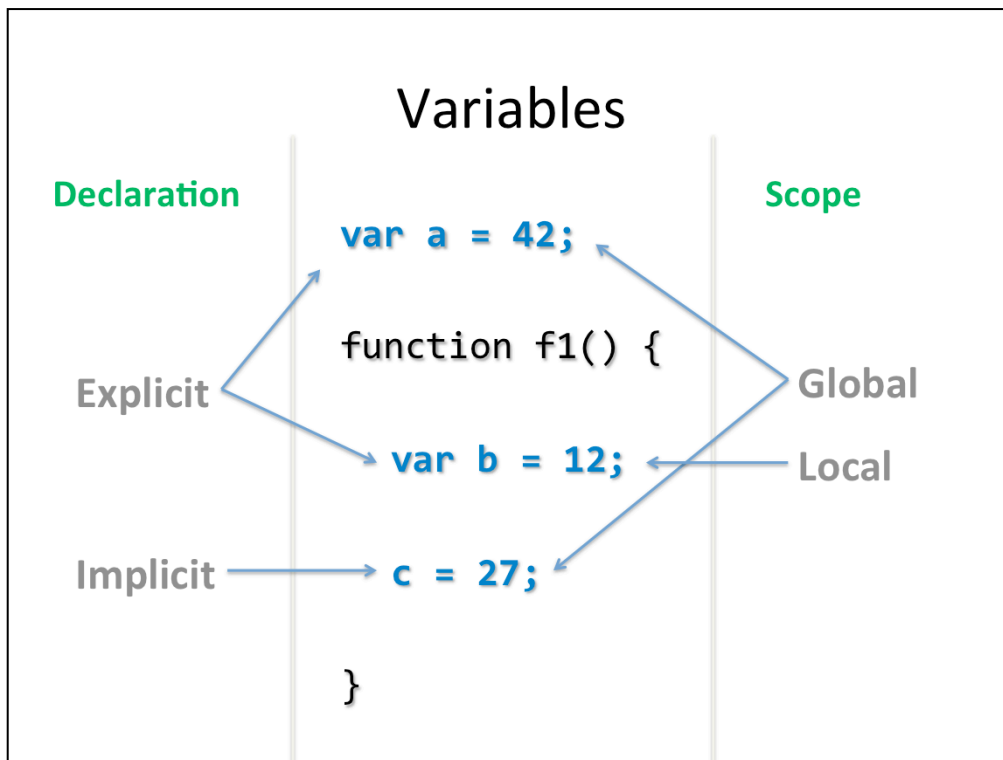 Variables
Declaration
Scope
var a = 42;
function f1() {
Explicit
Global
var b = 12;
Local
Implicit
c = 27;
}